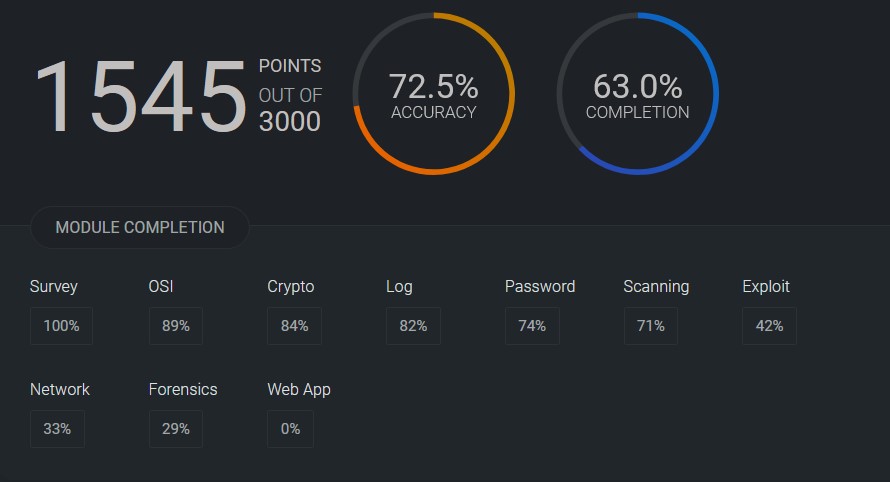 1545 POINTS
OUT OF
3000
72.5%
ACCURACY
63.0%
COMPLETION
MODULE COMPLETION
Survey OSI Crypto Log Password Scanning Exploit
100% 89% 84% 82% 74% 71% 42%
Network Forensics Web App
33% 29% 0%